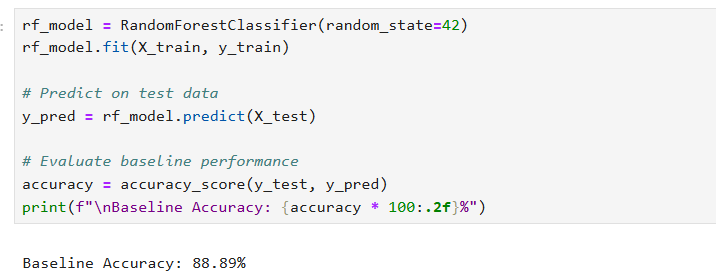 :
rf_model = RandomForestClassifier(random_state=42)
rf_model.fit(X_train, y_train)
# Predict on test data
y_pred = rf_model.predict(X_test)
# Evaluate baseline performance
accuracy = accuracy_score(y_test, y_pred)
print(f"\nBaseline Accuracy: {accuracy * 100:.2f}%")
Baseline Accuracy: 88.89%